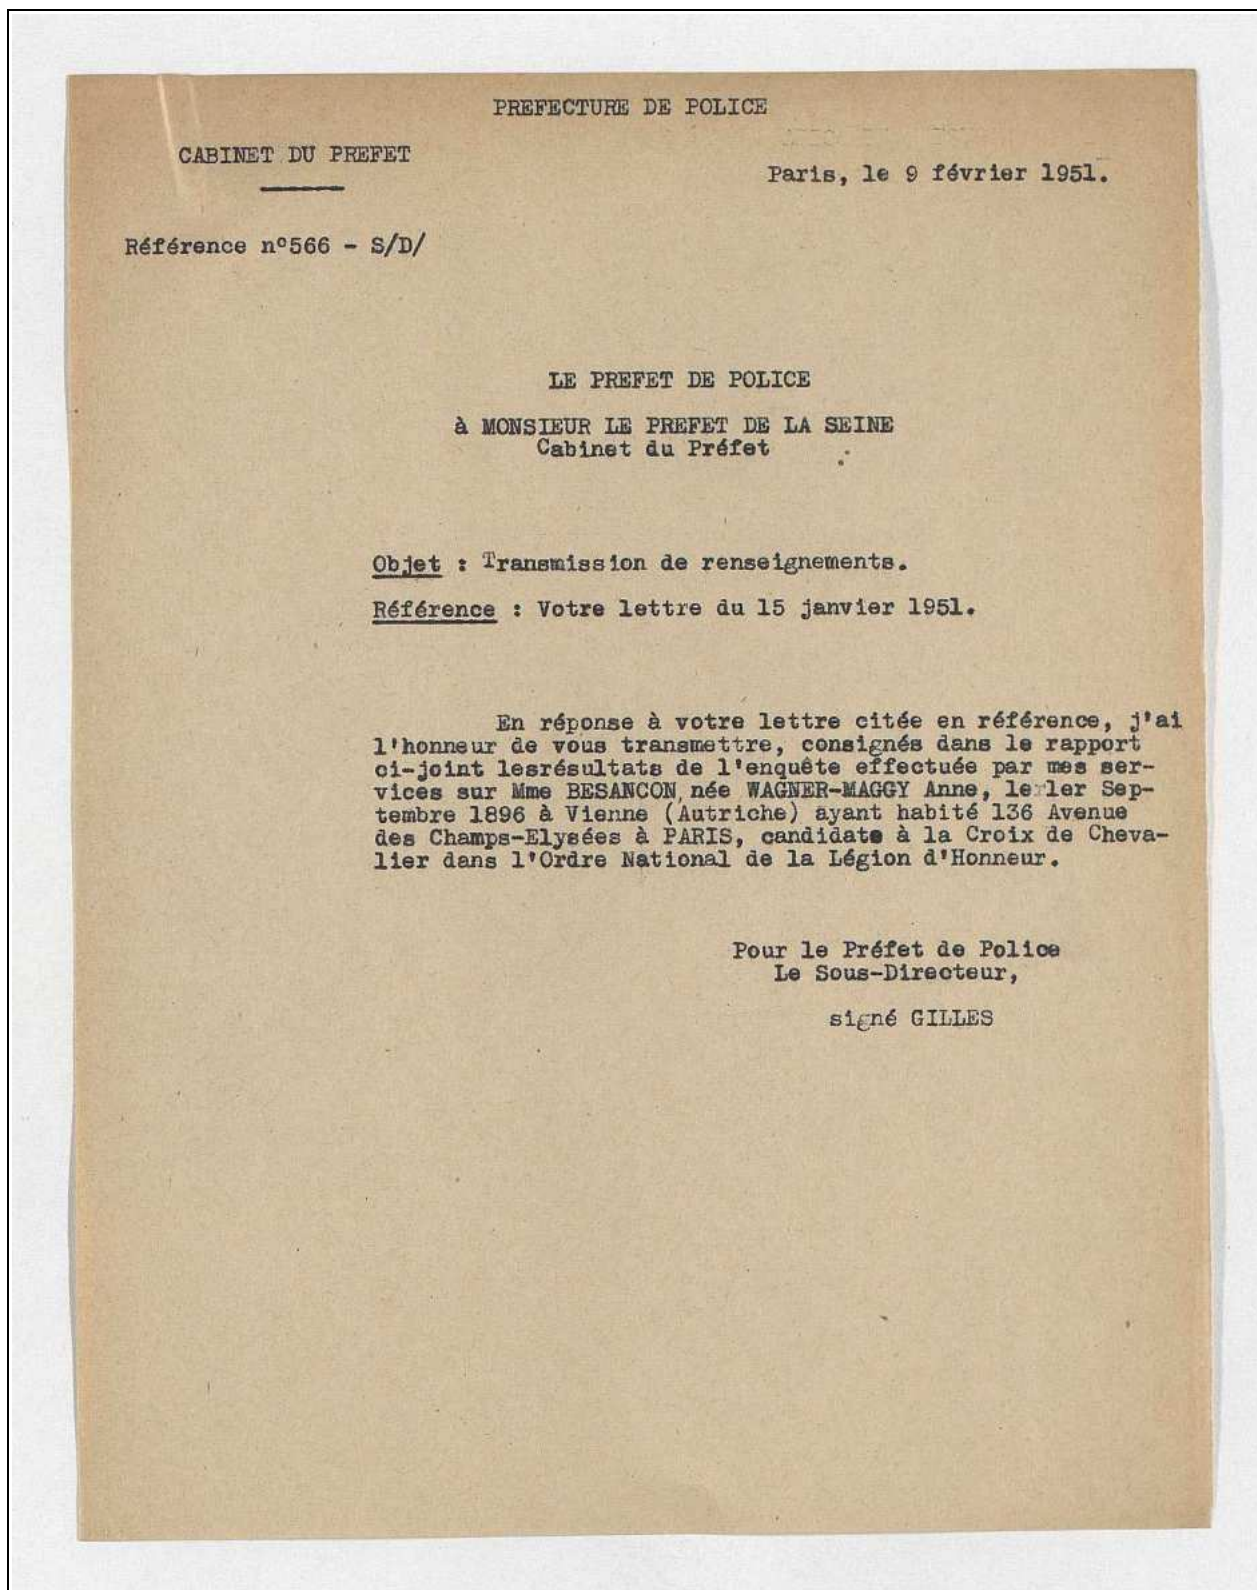 PREFECTURE DE POLICE
CABINET DU PREFET
Paris, le 9 février 1951.
Référence n°566 - S/D/
LE PREFET DE POLICE
à MONSIEUR LE PREFET DE LA SEINE
Cabinet du Préfet
Objet : Transmission de renseignements.
Référence : Votre lettre du 15 janvier 1951.
En réponse à votre lettre citée en référence, j'ai
l'honneur de vous transmettre, consignés dans le rapport
ci-joint lesrésultats de l'enquête effectuée par mes ser-
vices sur Mme BESANCON, née WAGNER-MAGGY Anne, le 1er Sep-
tembre 1896 à Vienne (Autriche) ayant habité 136 Avenue
des Champs-Elysées à PARIS, candidate à la Croix de Cheva-
lier dans l'Ordre National de la Légion d'Honneur.
Pour le Préfet de Police
Le Sous-Directeur,
signé GILLES